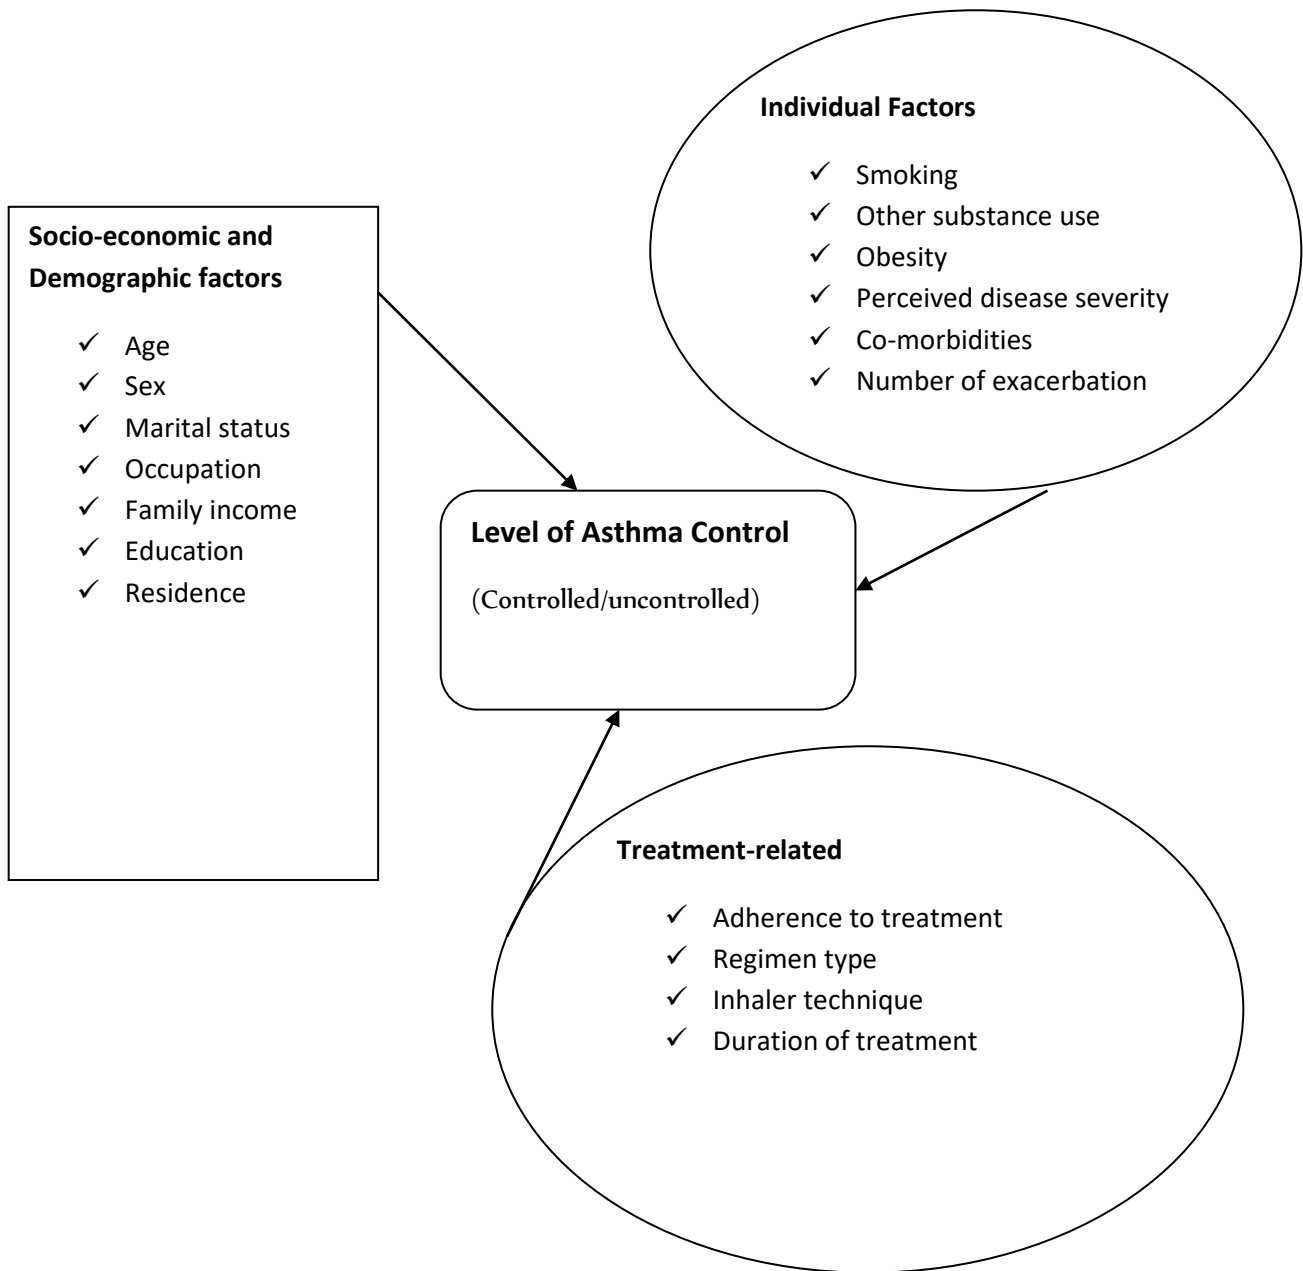 Individual Factors
✓ Smoking
✓ Other substance use
✓ Obesity
✓ Perceived disease severity
✓ Co-morbidities
✓ Number of exacerbation
Socio-economic and
Demographic factors
✓ Age
✓ Sex
✓ Marital status
✓ Occupation
✓ Family income
✓ Education
✓ Residence
Level of Asthma Control
(Controlled/uncontrolled)
Treatment-related
✓ Adherence to treatment
✓ Regimen type
✓ Inhaler technique
✓ Duration of treatment